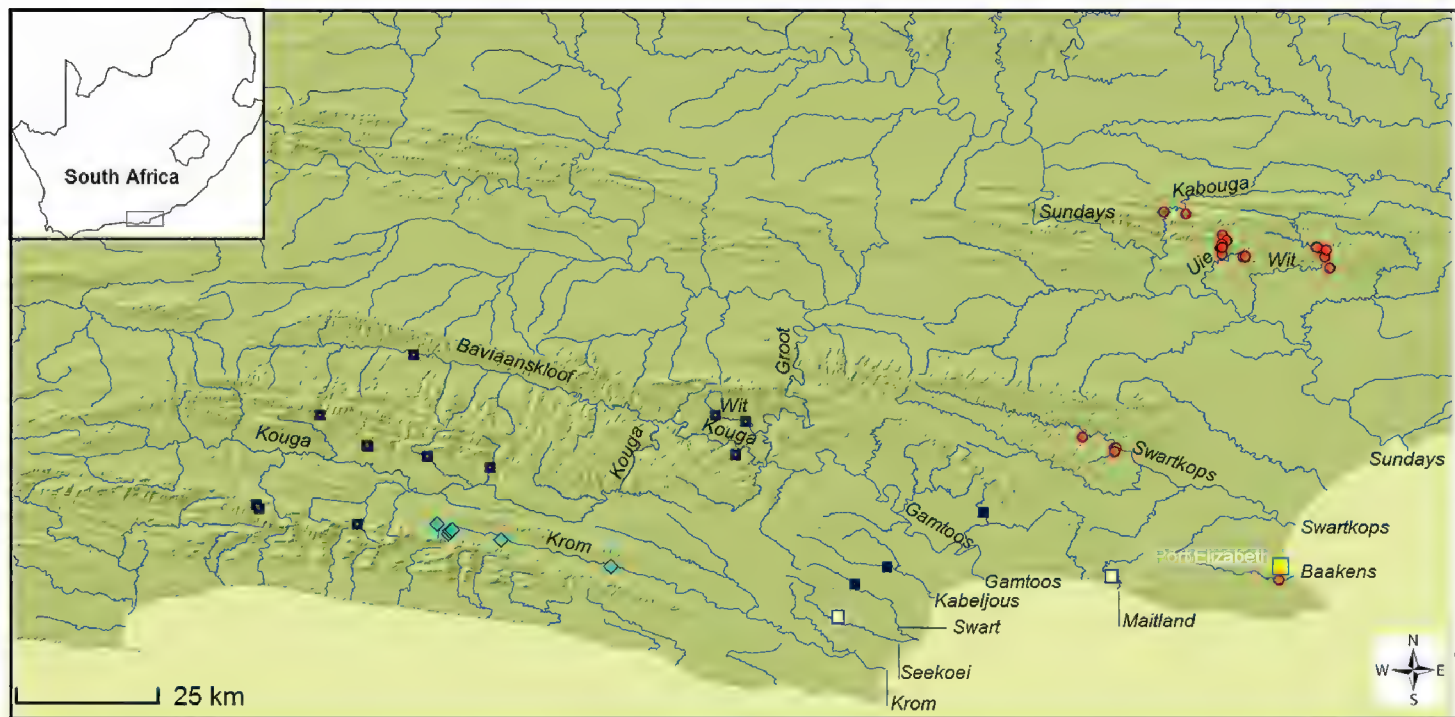 South Africa
Kabouga
Sundays
Uie
Wit
Groot
Baviaanskloof
Wit
Kouga
Kouga
Kouga
Swartkops
Sundays
Gamtoos
Krom
Swartkops
Port Elizabeth
Baakens
Gamtoos
Kabeljous
Maitland
Swart
Seekoei
Krom
25 km
N
W E
S